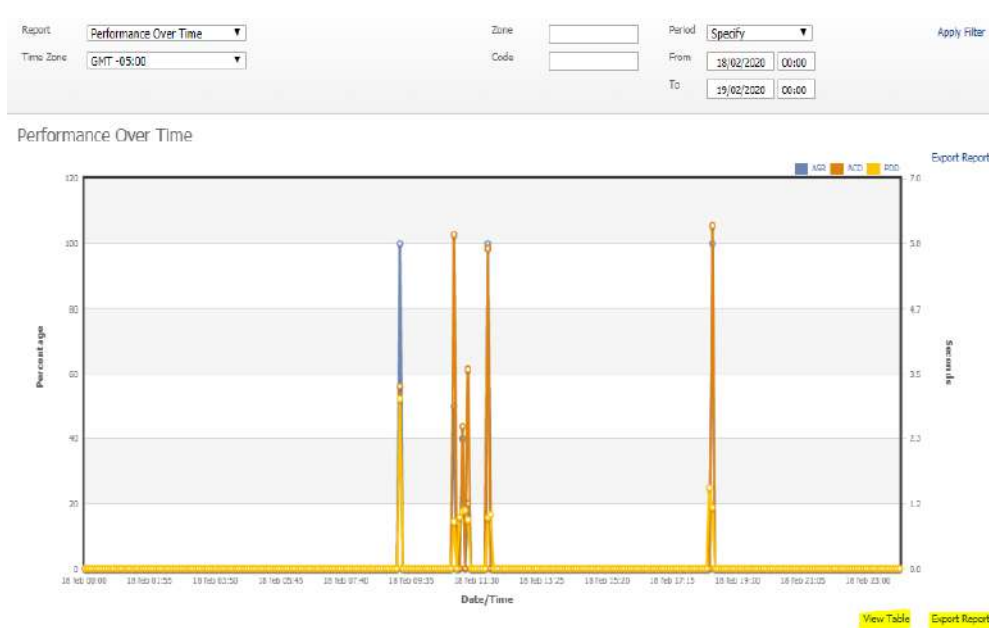 Report Performance Over Time Zone Period Specify Apply Filter
Time Zone GMT -05:00 Code From 18/02/2020 00:00
To 19/02/2020 00:00
Performance Over Time
Export Report
ASR ACD PDD
120 7.0
100 5.8
80 4.7
60 3.5
40 2.3
20 1.2
0 0.0
Percentage
Seconds
18 Feb 00:00 18 Feb 01:55 18 Feb 03:50 18 Feb 05:45 18 Feb 07:40 18 Feb 09:35 18 Feb 11:30 18 Feb 13:25 18 Feb 15:20 18 Feb 17:15 18 Feb 19:10 18 Feb 21:05 18 Feb 23:00
Date/Time
View Table Export Report